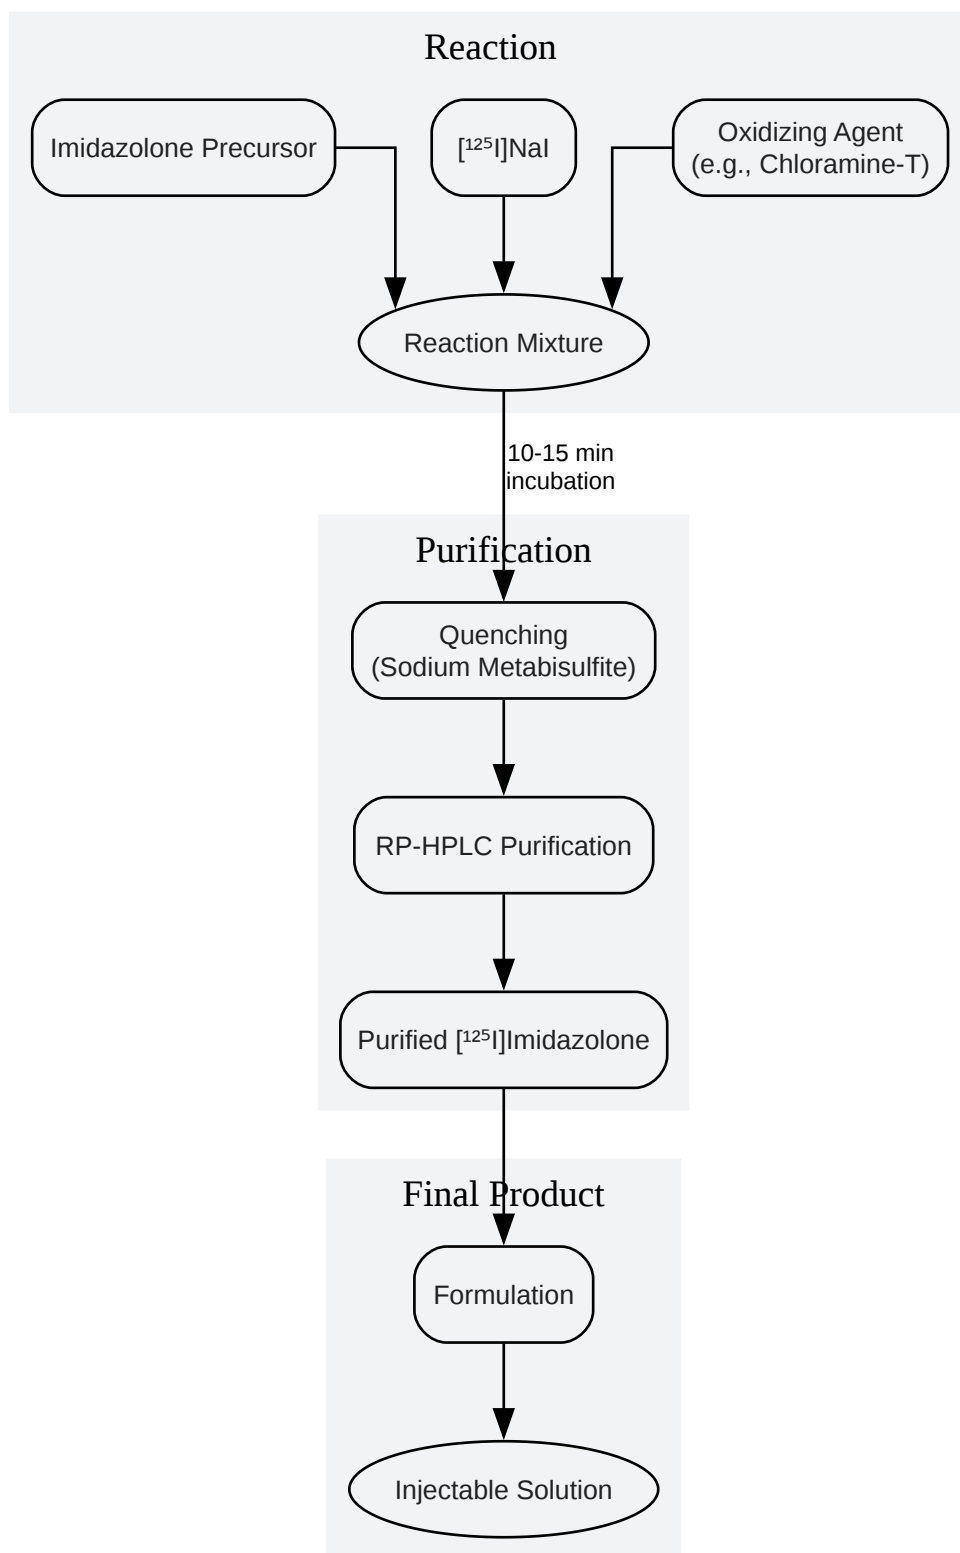 Reaction
Imidazolone Precursor
[¹²⁵I]NaI
Oxidizing Agent
(e.g., Chloramine-T)
Reaction Mixture
10-15 min
incubation
Purification
Quenching
(Sodium Metabisulfite)
RP-HPLC Purification
Purified [¹²⁵I]Imidazolone
Final Product
Formulation
Injectable Solution